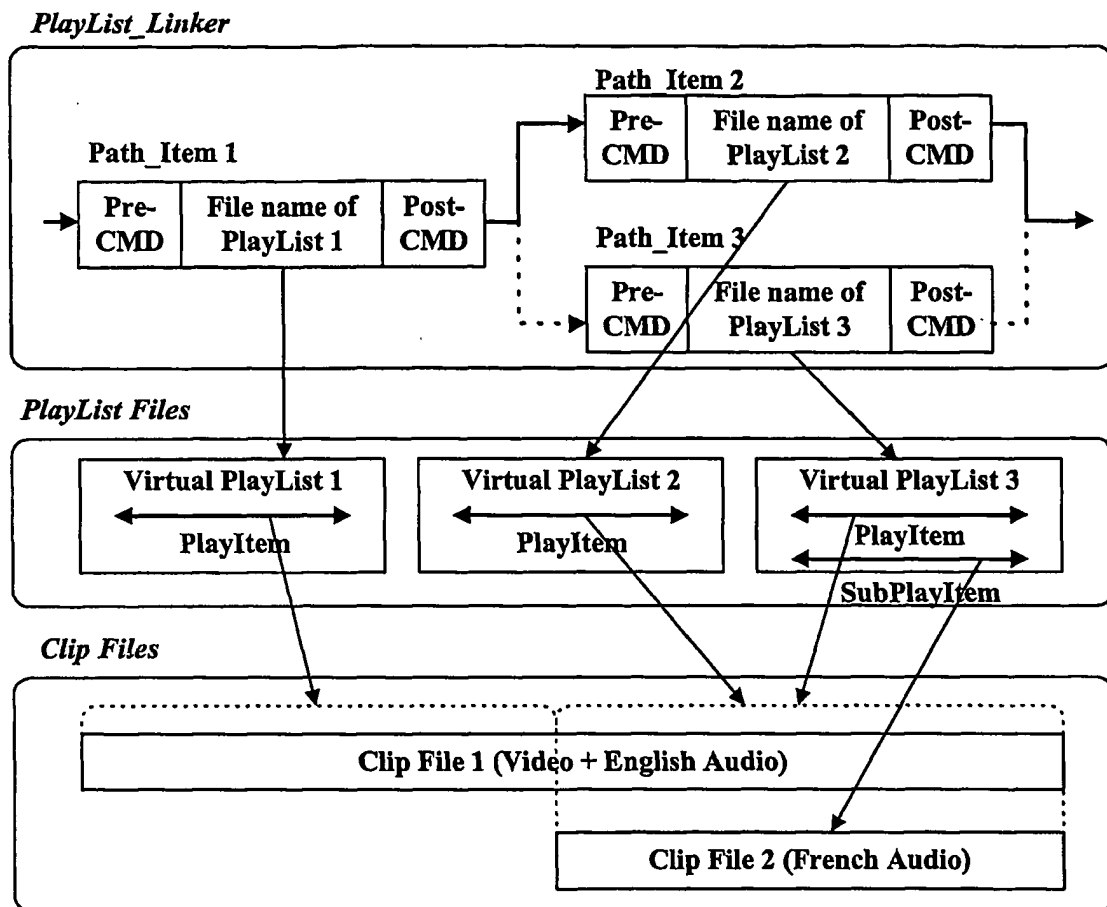 PlayList_Linker
Path_Item 2
Pre-
CMD
File name of
PlayList 2
Post-
CMD
Path_Item 1
Pre-
CMD
File name of
PlayList 1
Post-
CMD
Path_Item 3
Pre-
CMD
File name of
PlayList 3
Post-
CMD
PlayList Files
Virtual PlayList 1
PlayItem
Virtual PlayList 2
PlayItem
Virtual PlayList 3
PlayItem
SubPlayItem
Clip Files
Clip File 1 (Video + English Audio)
Clip File 2 (French Audio)